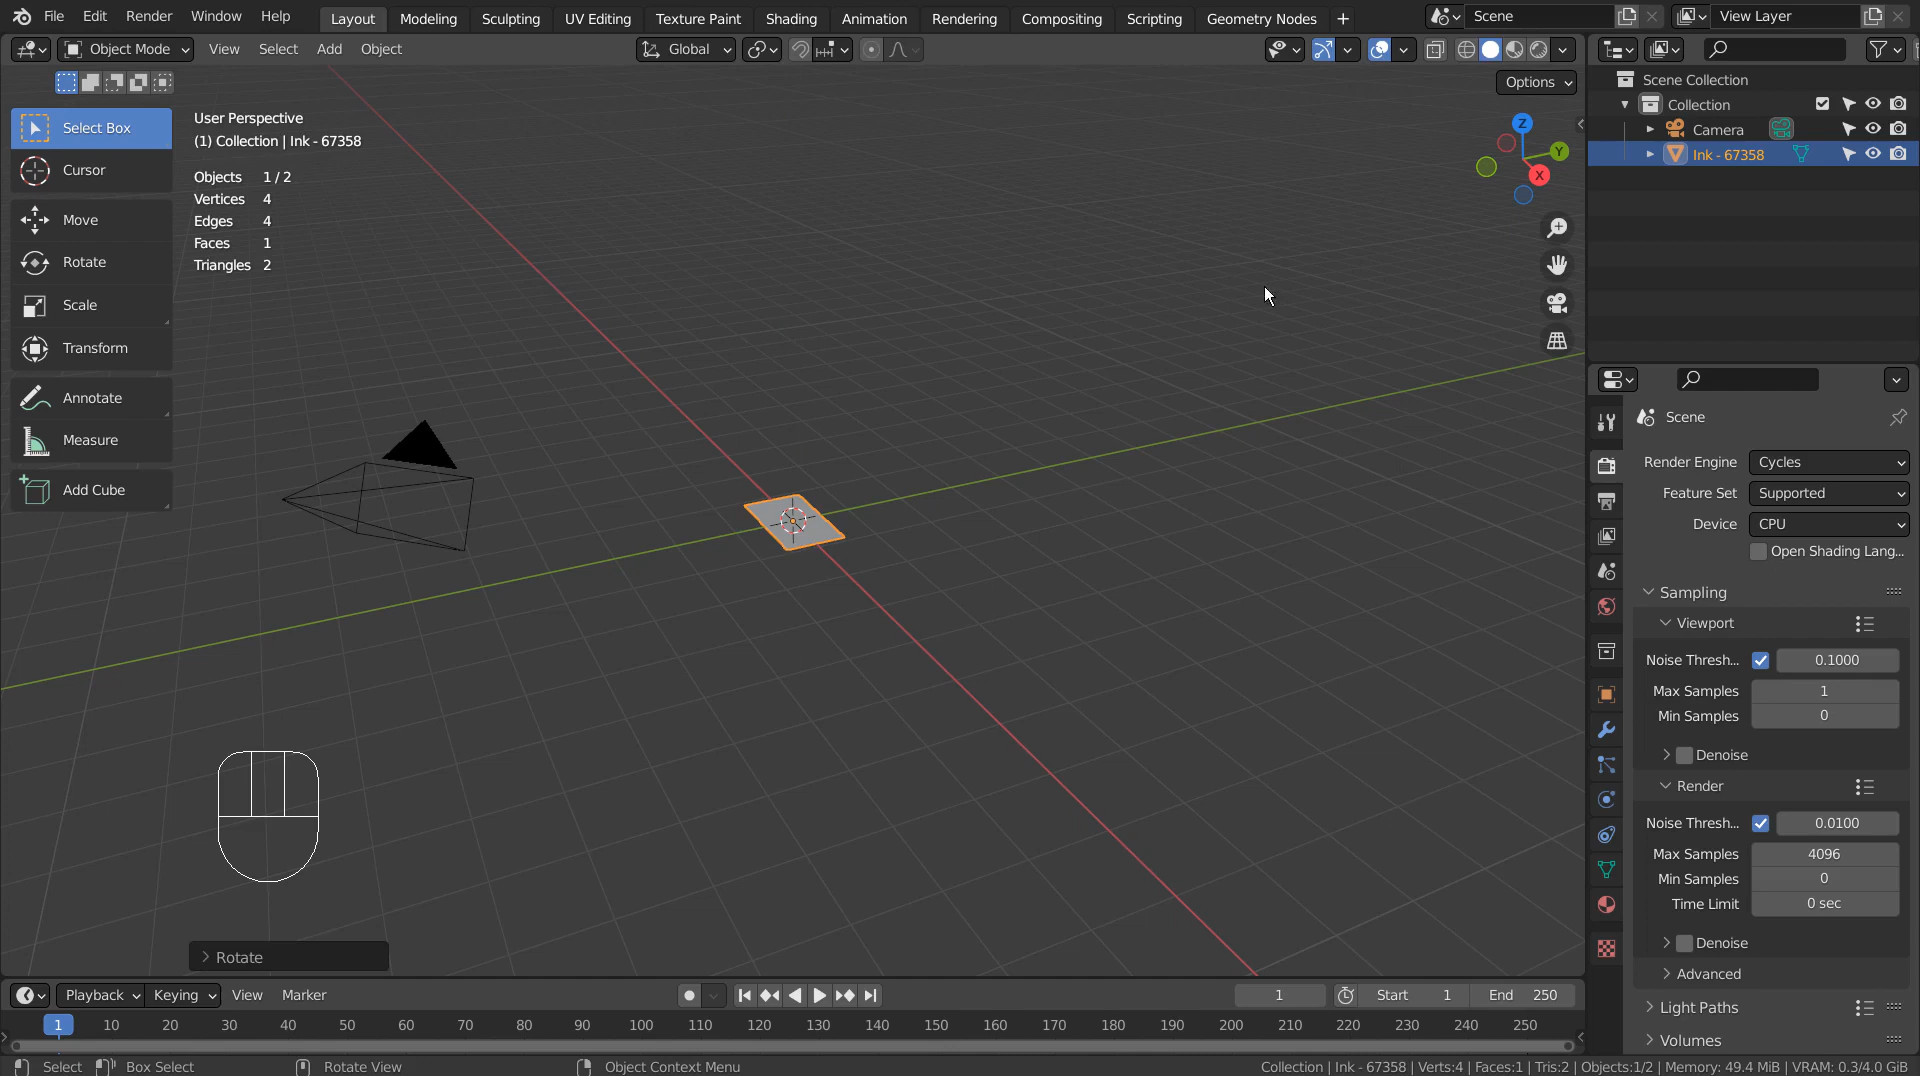 File Edit Render Window Help Layout Modeling Sculpting UV Editing Texture Paint Shading Animation Rendering Compositing Scripting Geometry Nodes + Scene View Layer
Object Mode View Select Add Object Global
Options
Select Box
Cursor
Move
Rotate
Scale
Transform
Annotate
Measure
Add Cube
User Perspective
(1) Collection | Ink - 67358
Objects 1 / 2
Vertices 4
Edges 4
Faces 1
Triangles 2
Z
Y
X
Rotate
Scene Collection
Collection
Camera
Ink - 67358
Scene
Render Engine Cycles
Feature Set Supported
Device CPU
Open Shading Lang...
Sampling
Viewport
Noise Thresh... 0.1000
Max Samples 1
Min Samples 0
Denoise
Render
Noise Thresh... 0.0100
Max Samples 4096
Min Samples 0
Time Limit 0 sec
Denoise
Advanced
Light Paths
Volumes
Playback Keying View Marker 1 Start 1 End 250
1 10 20 30 40 50 60 70 80 90 100 110 120 130 140 150 160 170 180 190 200 210 220 230 240 250
Select Box Select Rotate View Object Context Menu Collection | Ink - 67358 | Verts:4 | Faces:1 | Tris:2 | Objects:1/2 | Memory: 49.4 MiB | VRAM: 0.3/4.0 GiB